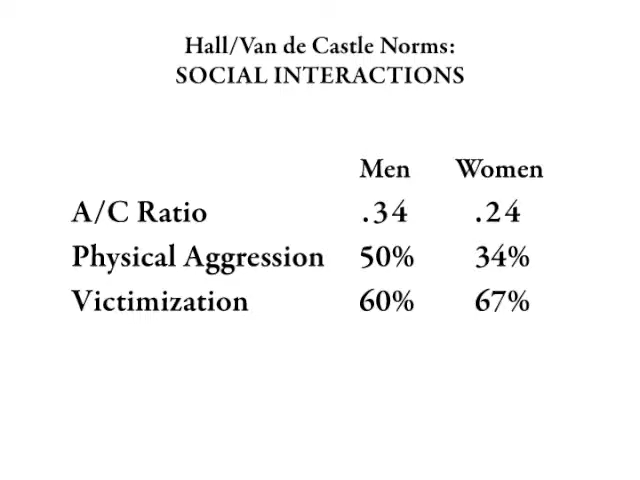 Hall/Van de Castle Norms:
SOCIAL INTERACTIONS
Men Women
A/C Ratio .34 .24
Physical Aggression 50% 34%
Victimization 60% 67%